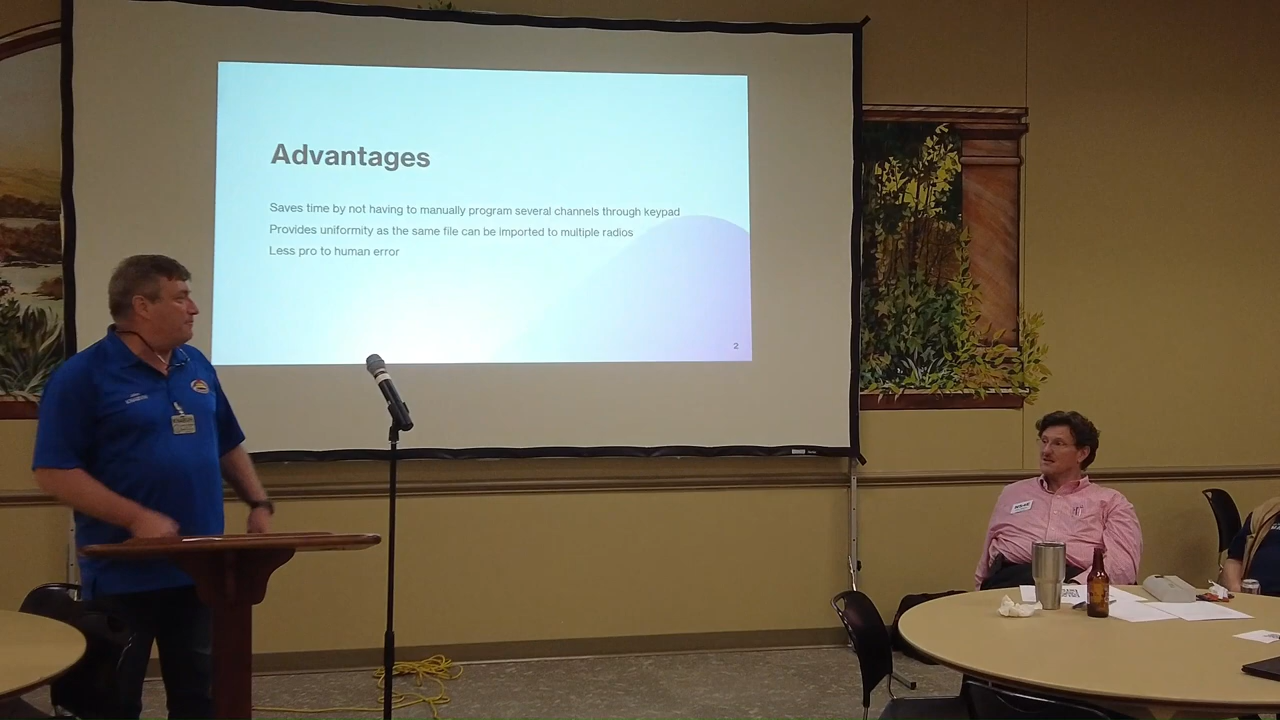 Advantages
Saves time by not having to manually program several channels through keypad
Provides uniformity as the same file can be imported to multiple radios
Less pro to human error
2